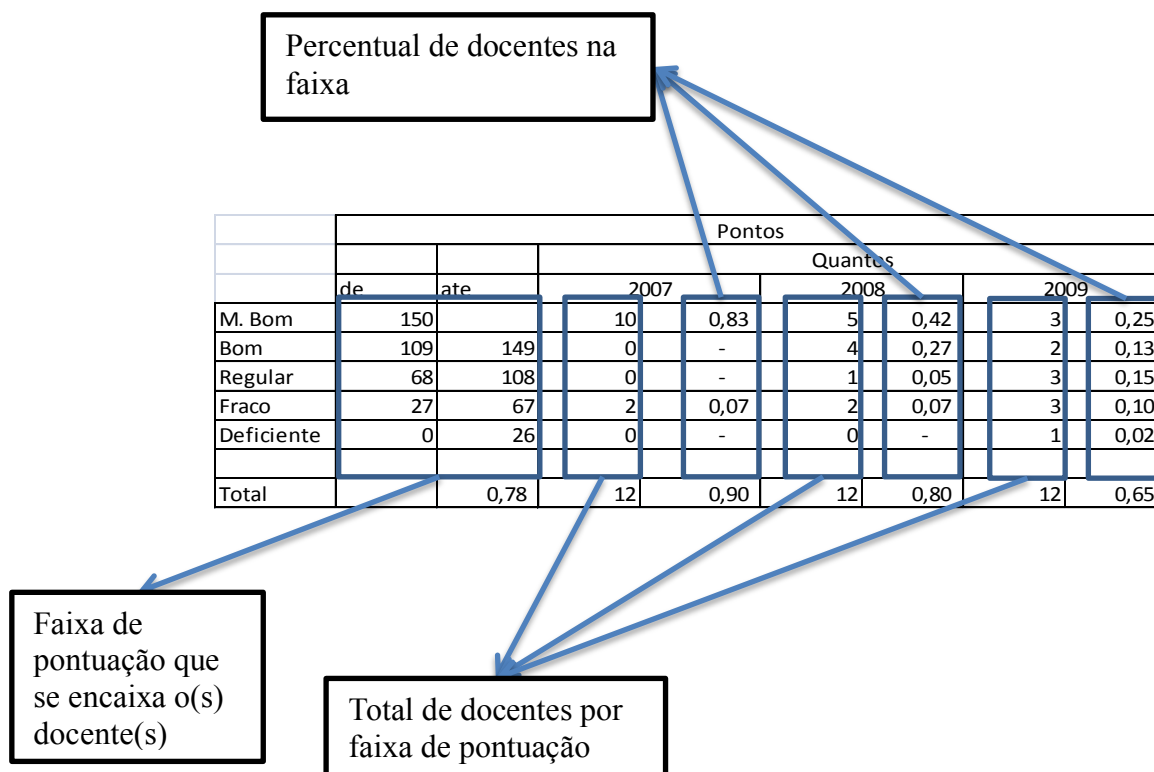 Percentual de docentes na
faixa
Pontos
Quantos
de ate 2007 2008 2009
M. Bom 150 10 0,83 5 0,42 3 0,25
Bom 109 149 0 - 4 0,27 2 0,13
Regular 68 108 0 - 1 0,05 3 0,15
Fraco 27 67 2 0,07 2 0,07 3 0,10
Deficiente 0 26 0 - 0 - 1 0,02
Total 0,78 12 0,90 12 0,80 12 0,65
Faixa de
pontuação que
se encaixa o(s)
docente(s)
Total de docentes por
faixa de pontuação